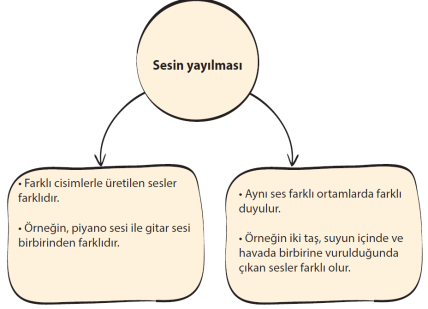 Sesin yayılması
• Farklı cisimlerle üretilen sesler
farklıdır.
• Örneğin, piyano sesi ile gitar sesi
birbirinden farklıdır.
• Aynı ses farklı ortamlarda farklı
duyulur.
• Örneğin iki taş, suyun içinde ve
havada birbirine vurulduğunda
çıkan sesler farklı olur.